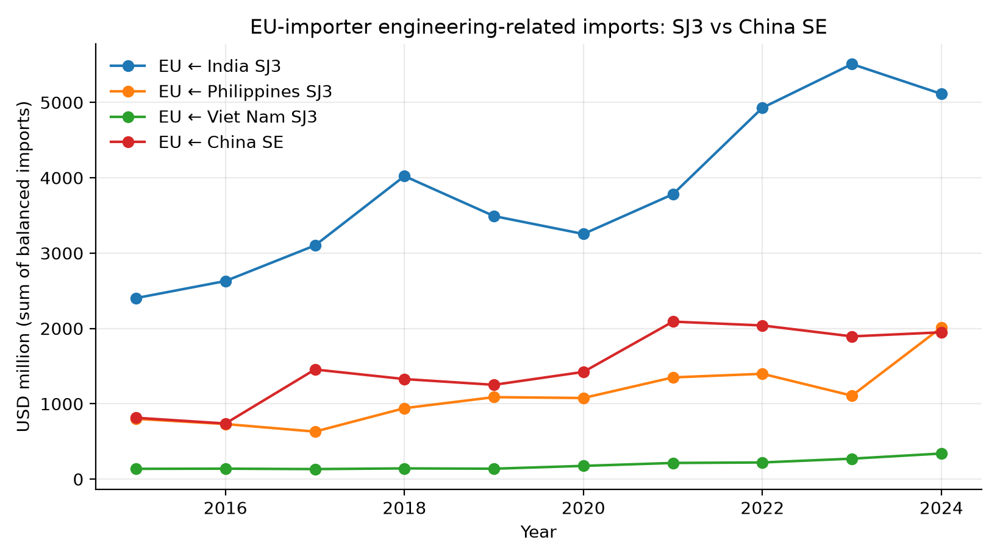 EU-importer engineering-related imports: SJ3 vs China SE
EU ← India SJ3
EU ← Philippines SJ3
EU ← Viet Nam SJ3
EU ← China SE
USD million (sum of balanced imports)
5000
4000
3000
2000
1000
0
2016 2018 2020 2022 2024
Year